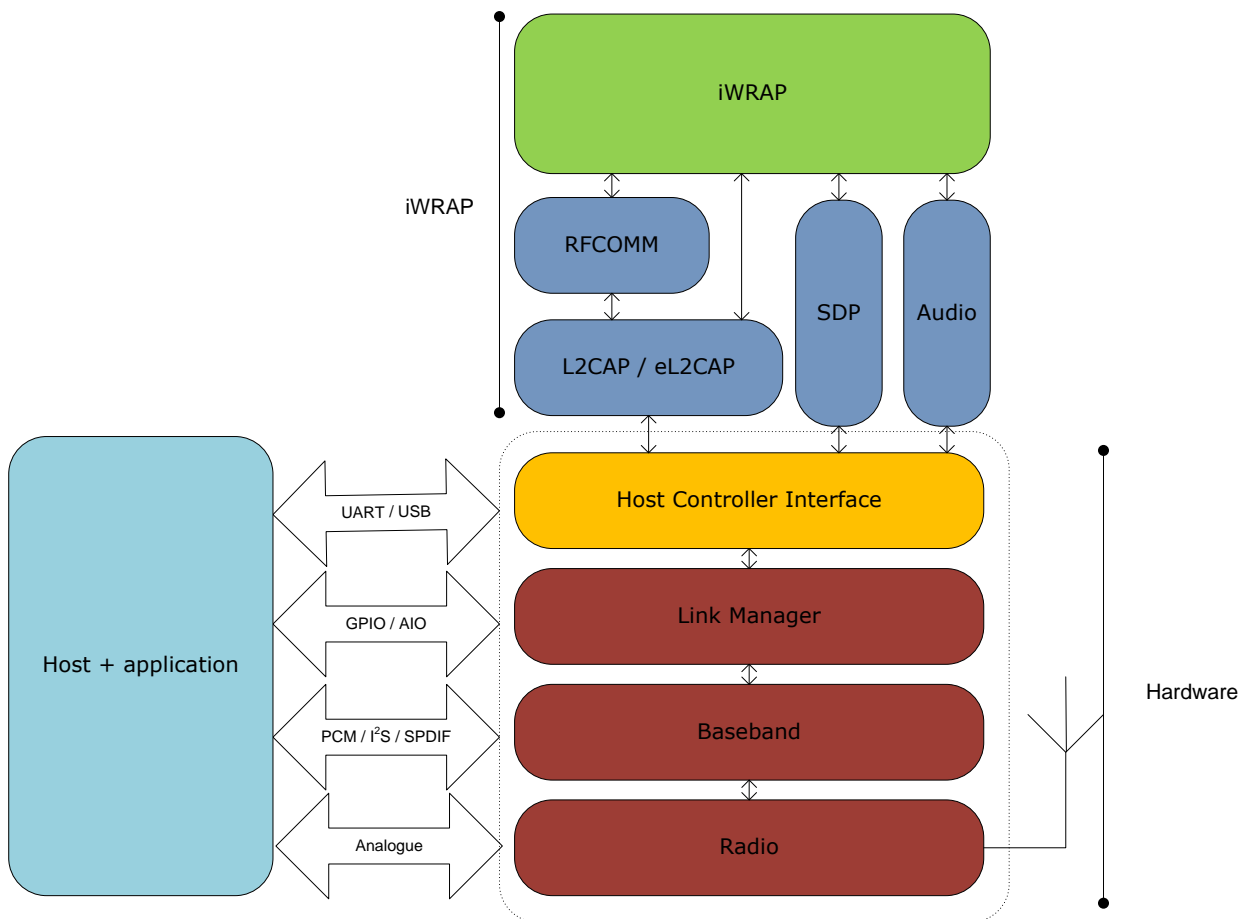 iWRAP
iWRAP
RFCOMM
SDP
Audio
L2CAP / eL2CAP
Host + application
UART / USB
GPIO / AIO
PCM / I²S / SPDIF
Analogue
Host Controller Interface
Link Manager
Baseband
Radio
Hardware